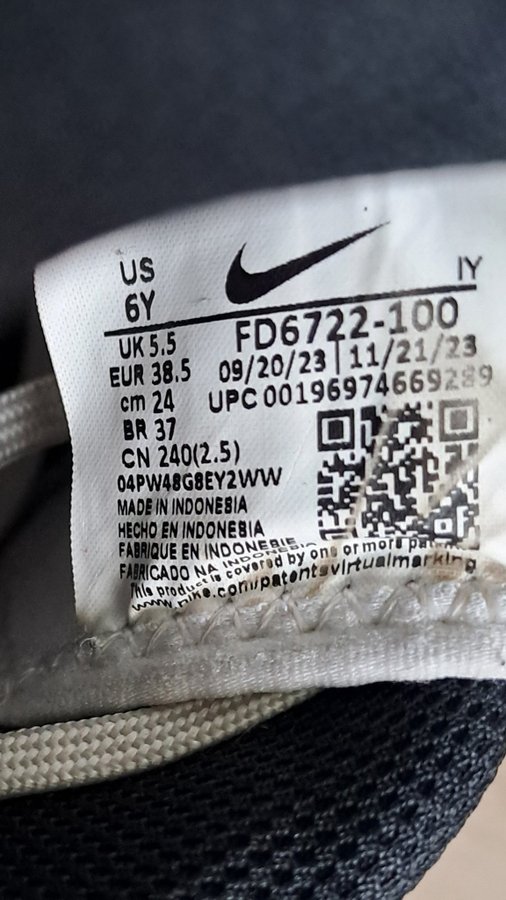 US
6Y
IY
UK 5.5
EUR 38.5
cm 24
BR 37
CN 240(2.5)
FD6722-100
09/20/23 | 11/21/23
UPC 00196974669289
04PW48G8EY2WW
MADE IN INDONESIA
HECHO EN INDONESIA
FABRIQUE EN INDONESIE
FABRICADO NA INDONESIA
This product is covered by one or more
www.nike.com/patentsvirtualmarking